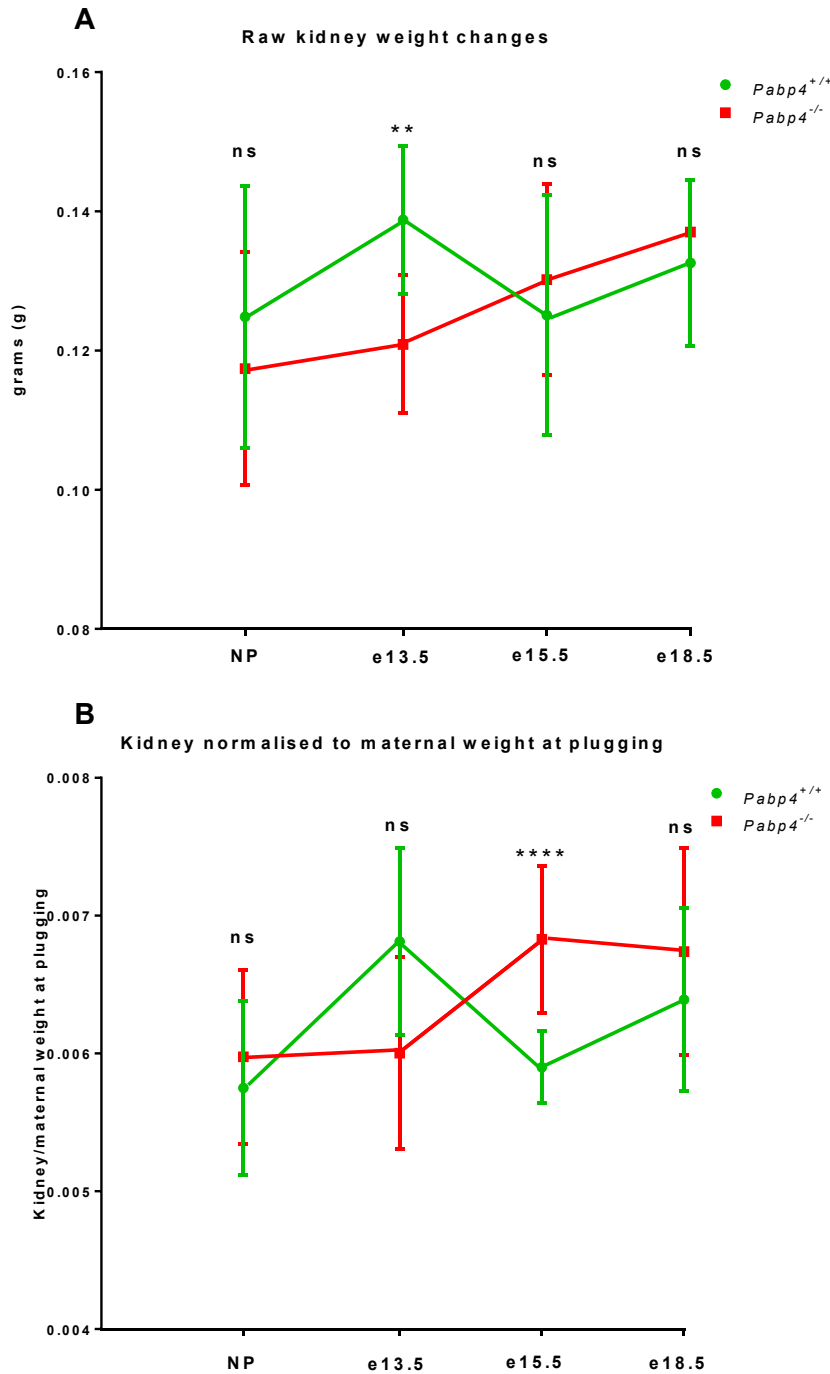 A
Raw kidney weight changes
0.16
0.14
0.12
0.10
0.08
grams (g)
ns
**
ns
ns
Pabp4+/+
Pabp4-/-
NP e13.5 e15.5 e18.5
B
Kidney normalised to maternal weight at plugging
0.008
0.007
0.006
0.005
0.004
Kidney/maternal weight at plugging
ns
ns
****
ns
Pabp4+/+
Pabp4-/-
NP e13.5 e15.5 e18.5